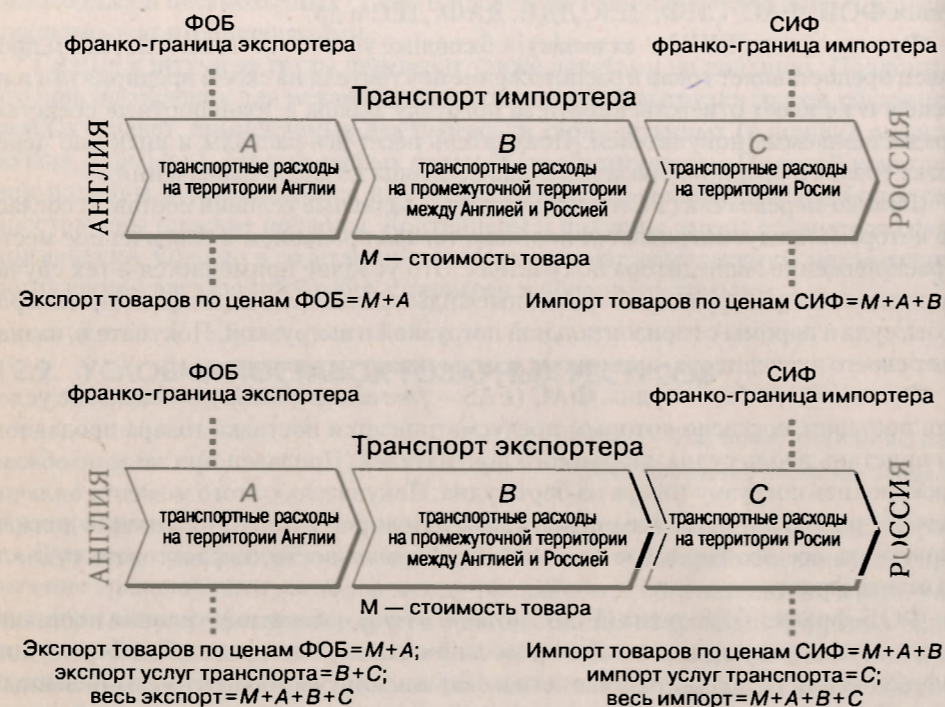 ФОБ
франко-граница экспортера
СИФ
франко-граница импортера
Транспорт импортера
АНГЛИЯ
A
транспортные расходы
на территории Англии
B
транспортные расходы
на промежуточной территории
между Англией и Россией
C
транспортные расходы
на территории Росии
РОССИЯ
M — стоимость товара
Экспорт товаров по ценам ФОБ=M+A
Импорт товаров по ценам СИФ=M+A+B
ФОБ
франко-граница экспортера
СИФ
франко-граница импортера
Транспорт экспортера
АНГЛИЯ
A
транспортные расходы
на территории Англии
B
транспортные расходы
на промежуточной территории
между Англией и Россией
C
транспортные расходы
на территории Росии
РОССИЯ
M — стоимость товара
Экспорт товаров по ценам ФОБ=M+A;
экспорт услуг транспорта=B+C;
весь экспорт=M+A+B+C
Импорт товаров по ценам СИФ=M+A+B
импорт услуг транспорта=C;
весь импорт=M+A+B+C